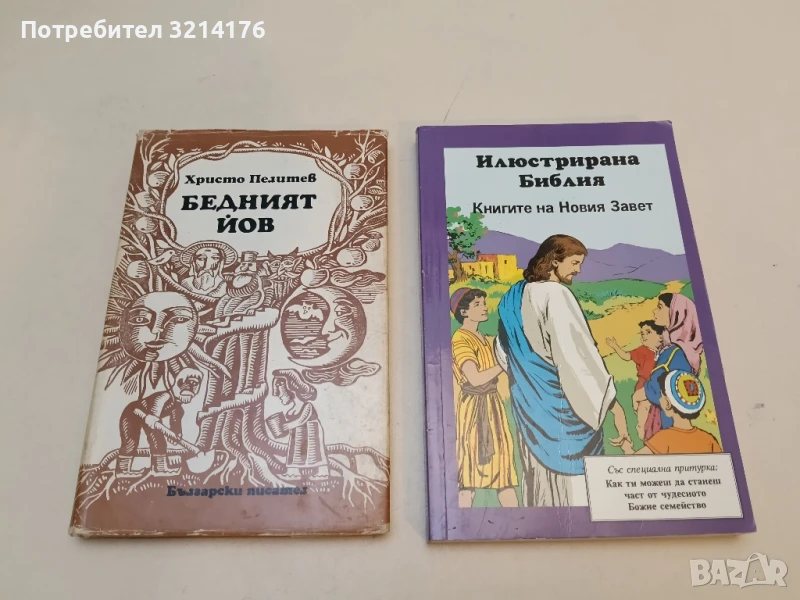 Потребител 3214176
Христо Пелитев
БЕДНИЯТ
ЙОВ
Български писател
Илюстрирана
Библия
Книгите на Новия Завет
Със специална притурка:
Как ти можеш да станеш
част от чудесното
Божие семейство
BAZAR